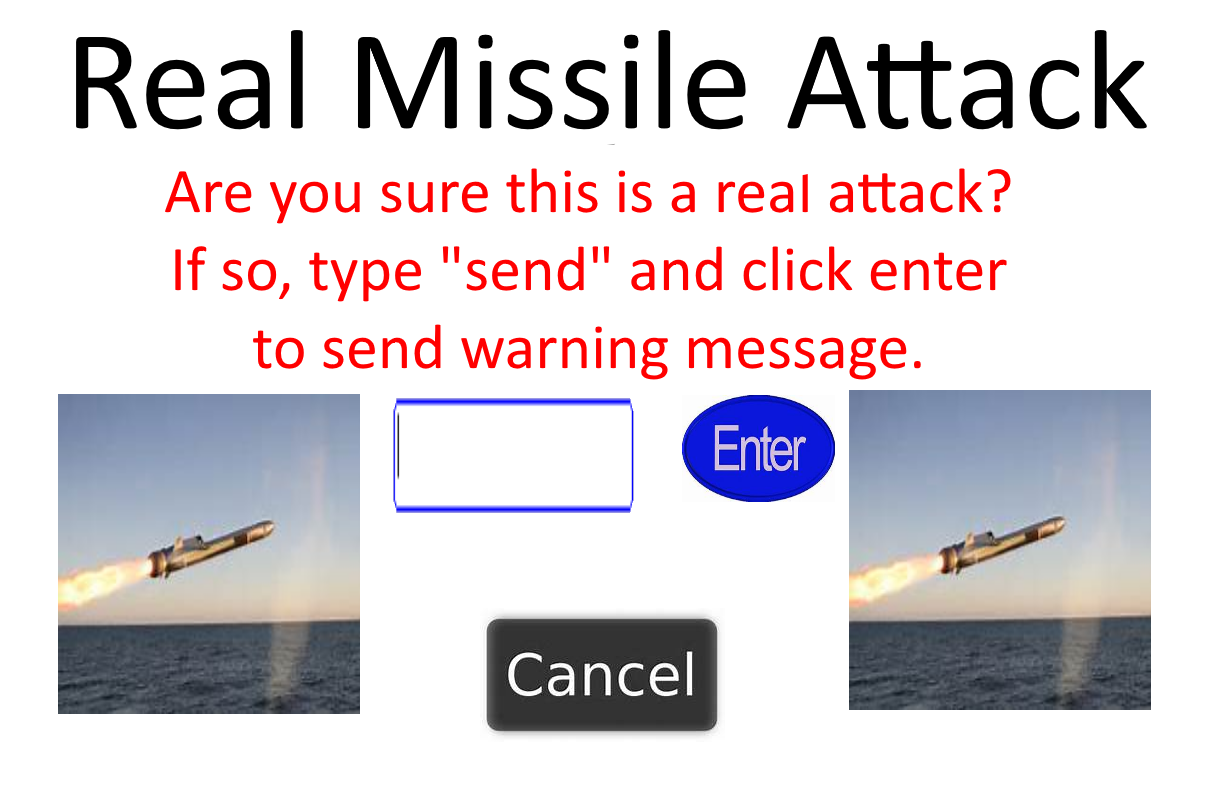 Real Missile Attack
Are you sure this is a real attack?
If so, type "send" and click enter
to send warning message.
Enter
Cancel